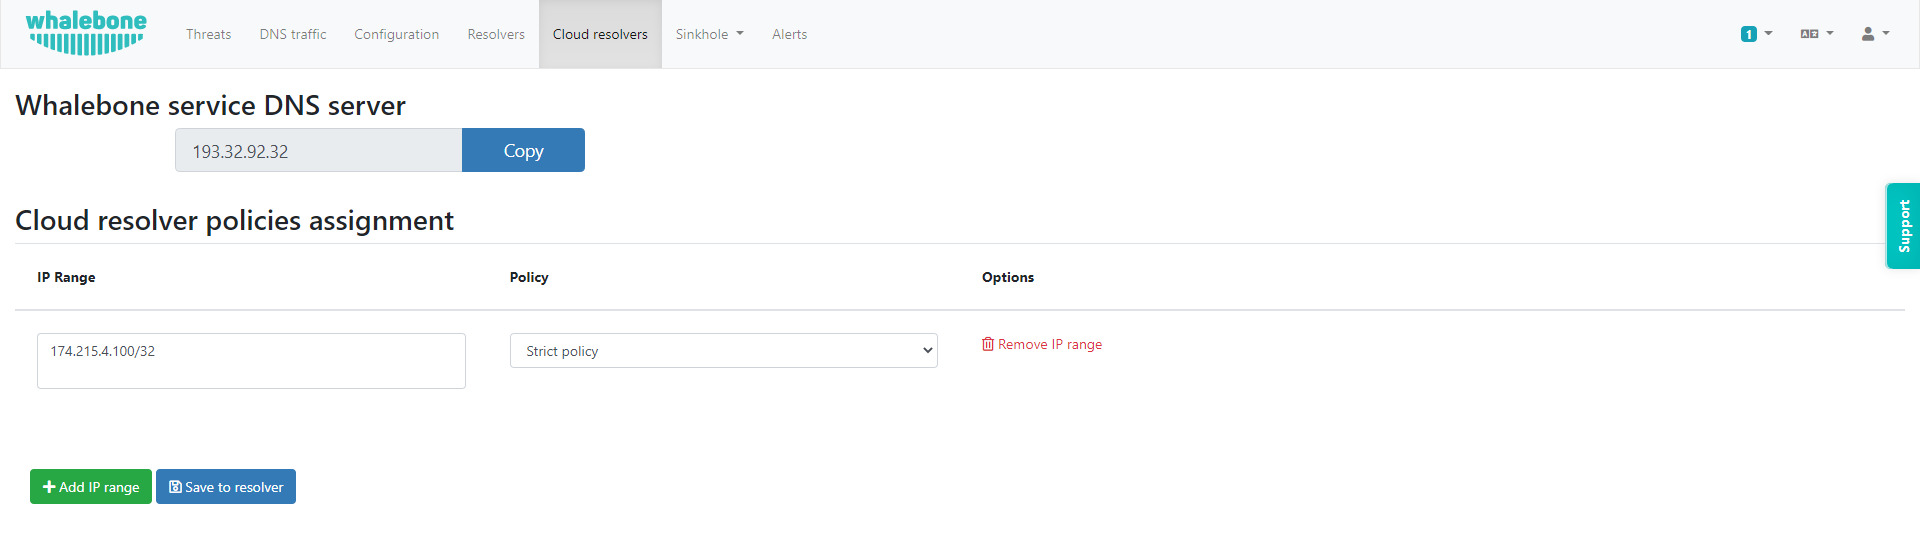 whalebone
Threats
DNS traffic
Configuration
Resolvers
Cloud resolvers
Sinkhole
Alerts
1
Whalebone service DNS server
193.32.92.32
Copy
Cloud resolver policies assignment
Support
IP Range
Policy
Options
174.215.4.100/32
Strict policy
Remove IP range
Add IP range
Save to resolver